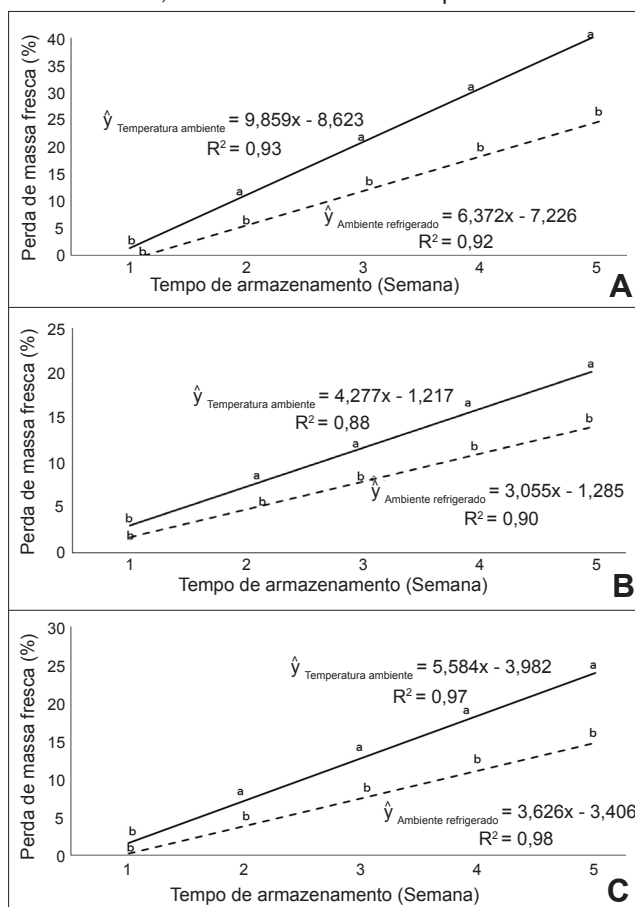 40
35
30
25
20
15
10
5
0
Perda de massa fresca (%)
a
a
b
ŷ Temperatura ambiente = 9,859x - 8,623
R² = 0,93
a
b
a
b
ŷ Ambiente refrigerado = 6,372x - 7,226
R² = 0,92
b
b
b
1 2 3 4 5
Tempo de armazenamento (Semana)
A
25
20
15
10
5
0
Perda de massa fresca (%)
a
ŷ Temperatura ambiente = 4,277x - 1,217
R² = 0,88
a
a
b
a
b
b
ŷ Ambiente refrigerado = 3,055x - 1,285
R² = 0,90
b
b
b
1 2 3 4 5
Tempo de armazenamento (Semana)
B
30
25
20
15
10
5
0
Perda de massa fresca (%)
ŷ Temperatura ambiente = 5,584x - 3,982
R² = 0,97
a
a
a
b
b
a
b
b
ŷ Ambiente refrigerado = 3,626x - 3,406
R² = 0,98
b
b
1 2 3 4 5
Tempo de armazenamento (Semana)
C